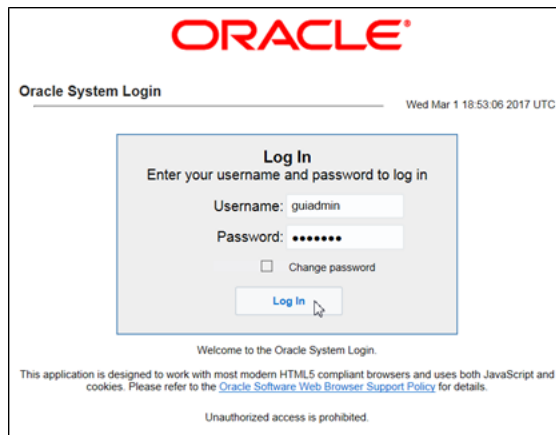 ORACLE®
Oracle System Login
Wed Mar 1 18:53:06 2017 UTC
Log In
Enter your username and password to log in
Username: guiadmin
Password: •••••••
Change password
Log In
Welcome to the Oracle System Login.
This application is designed to work with most modern HTML5 compliant browsers and uses both JavaScript and
cookies. Please refer to the Oracle Software Web Browser Support Policy for details.
Unauthorized access is prohibited.